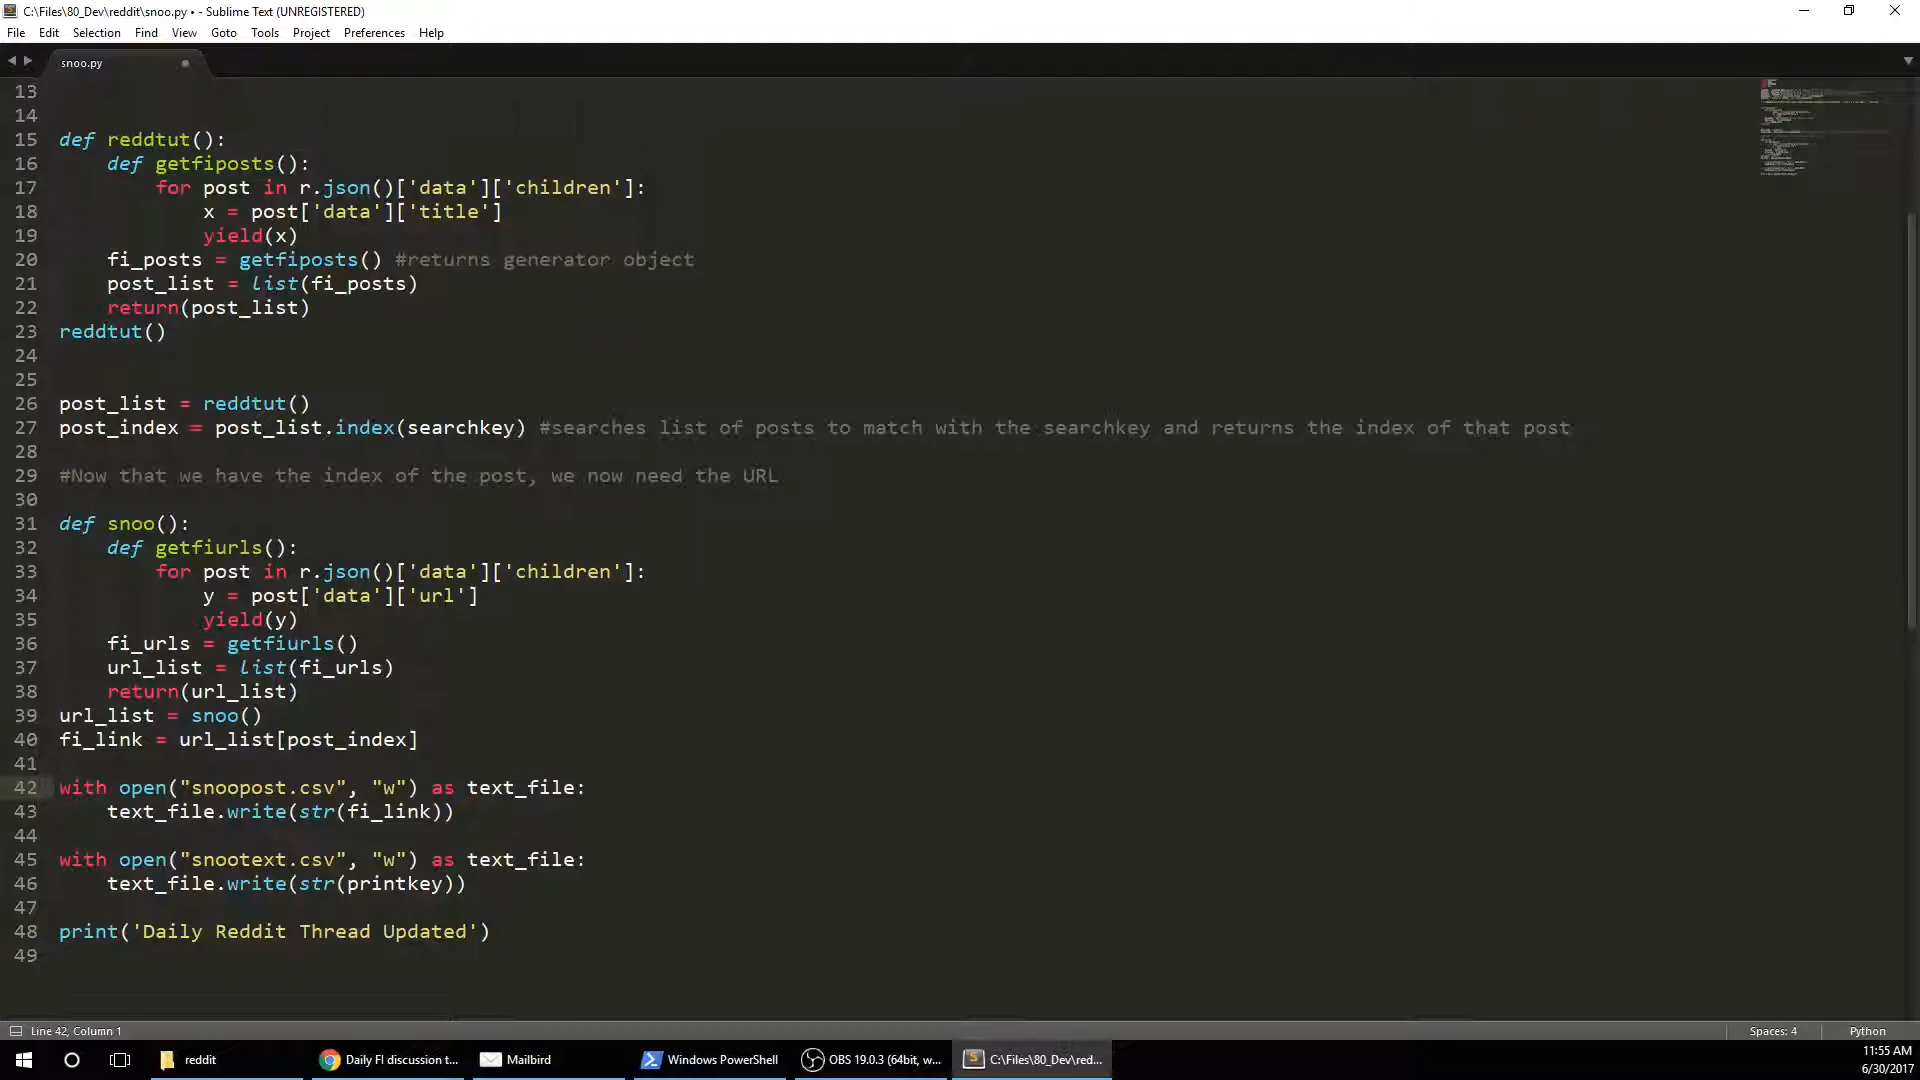 C:\Files\80_Dev\reddit\snoo.py • - Sublime Text (UNREGISTERED)
File Edit Selection Find View Goto Tools Project Preferences Help
snoo.py
13
14
15 def reddtut():
16 def getfiposts():
17 for post in r.json()['data']['children']:
18 x = post['data']['title']
19 yield(x)
20 fi_posts = getfiposts() #returns generator object
21 post_list = list(fi_posts)
22 return(post_list)
23 reddtut()
24
25
26 post_list = reddtut()
27 post_index = post_list.index(searchkey) #searches list of posts to match with the searchkey and returns the index of that post
28
29 #Now that we have the index of the post, we now need the URL
30
31 def snoo():
32 def getfiurls():
33 for post in r.json()['data']['children']:
34 y = post['data']['url']
35 yield(y)
36 fi_urls = getfiurls()
37 url_list = list(fi_urls)
38 return(url_list)
39 url_list = snoo()
40 fi_link = url_list[post_index]
41
42 with open("snoopost.csv", "w") as text_file:
43 text_file.write(str(fi_link))
44
45 with open("snootext.csv", "w") as text_file:
46 text_file.write(str(printkey))
47
48 print('Daily Reddit Thread Updated')
49
Line 42, Column 1 Spaces: 4 Python
reddit Daily FI discussion t... Mailbird Windows PowerShell OBS 19.0.3 (64bit, w... C:\Files\80_Dev\red... 11:55 AM
6/30/2017